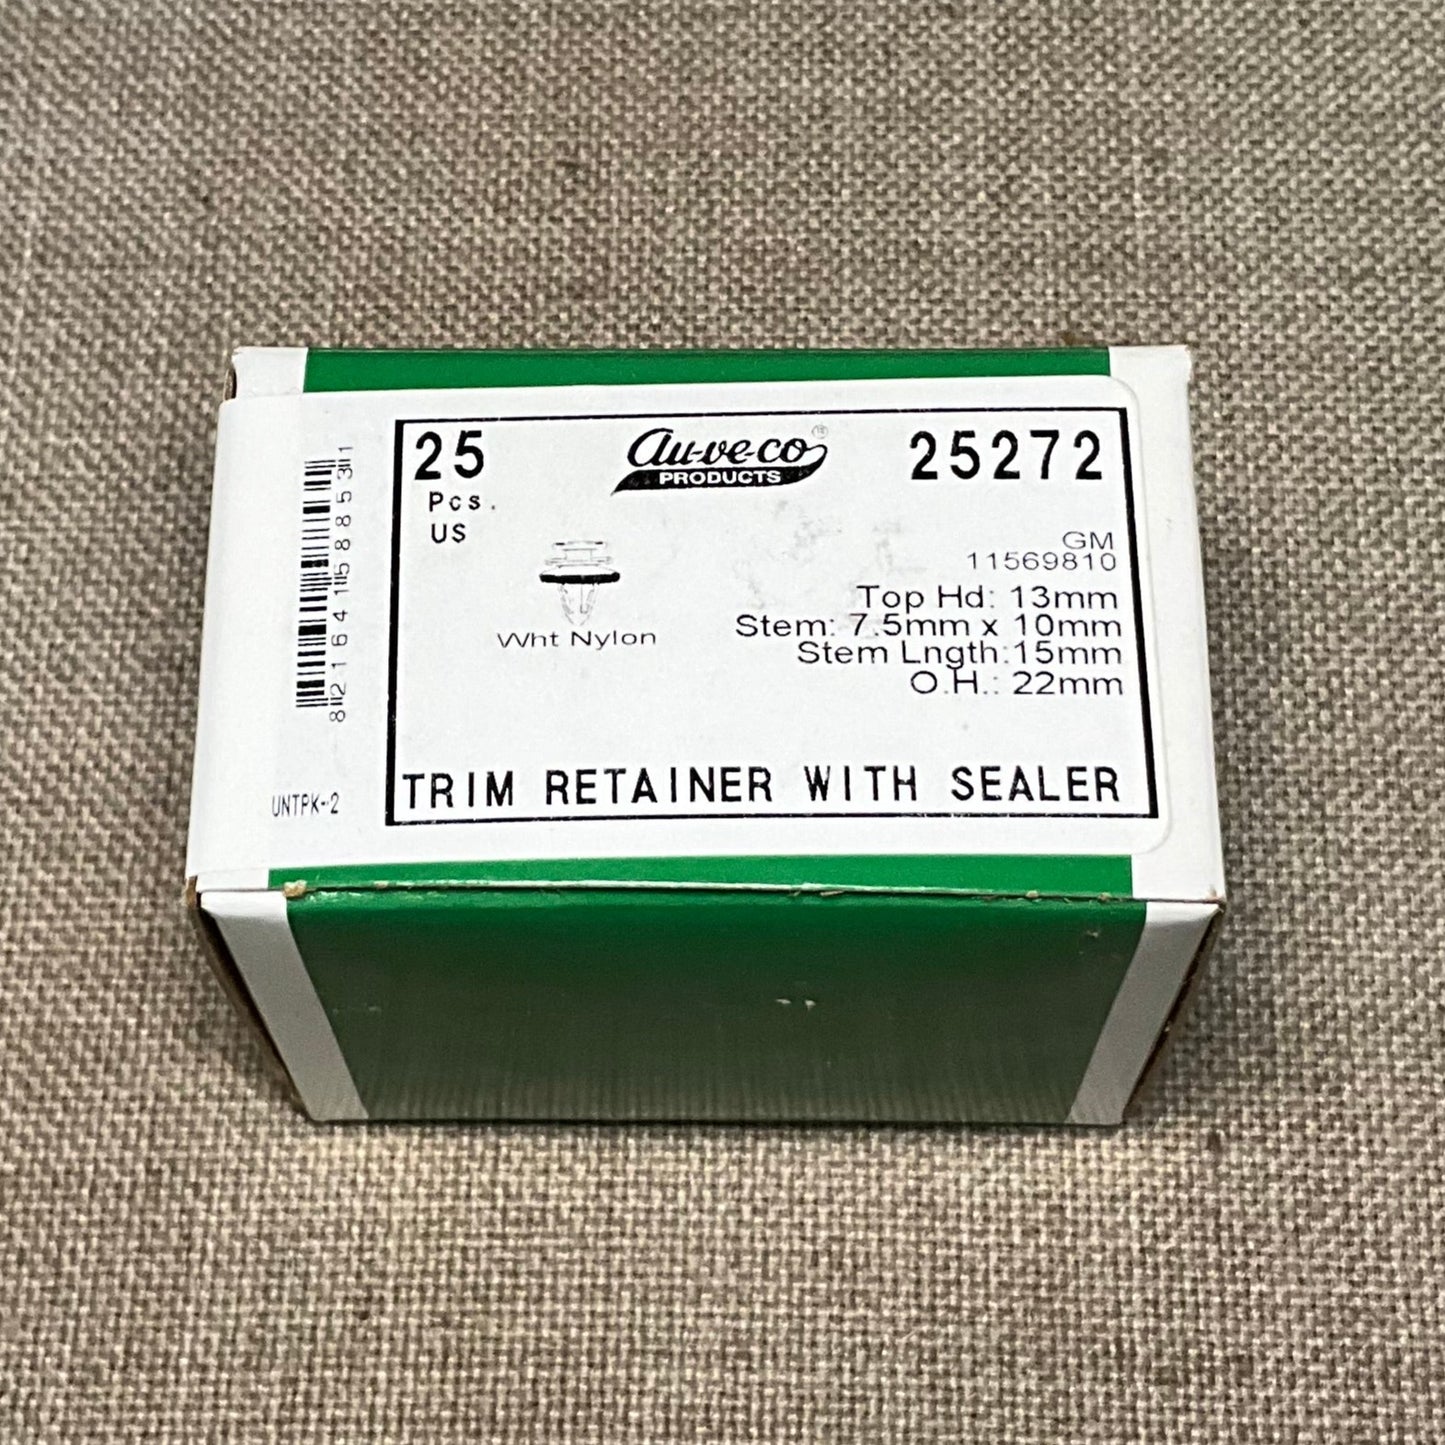 25
Pcs.
US
au-ve-co®
PRODUCTS
25272
GM
11569810
Top Hd: 13mm
Stem: 7.5mm x 10mm
Stem Lngth:15mm
O.H.: 22mm
Wht Nylon
TRIM RETAINER WITH SEALER
UNTPK-2